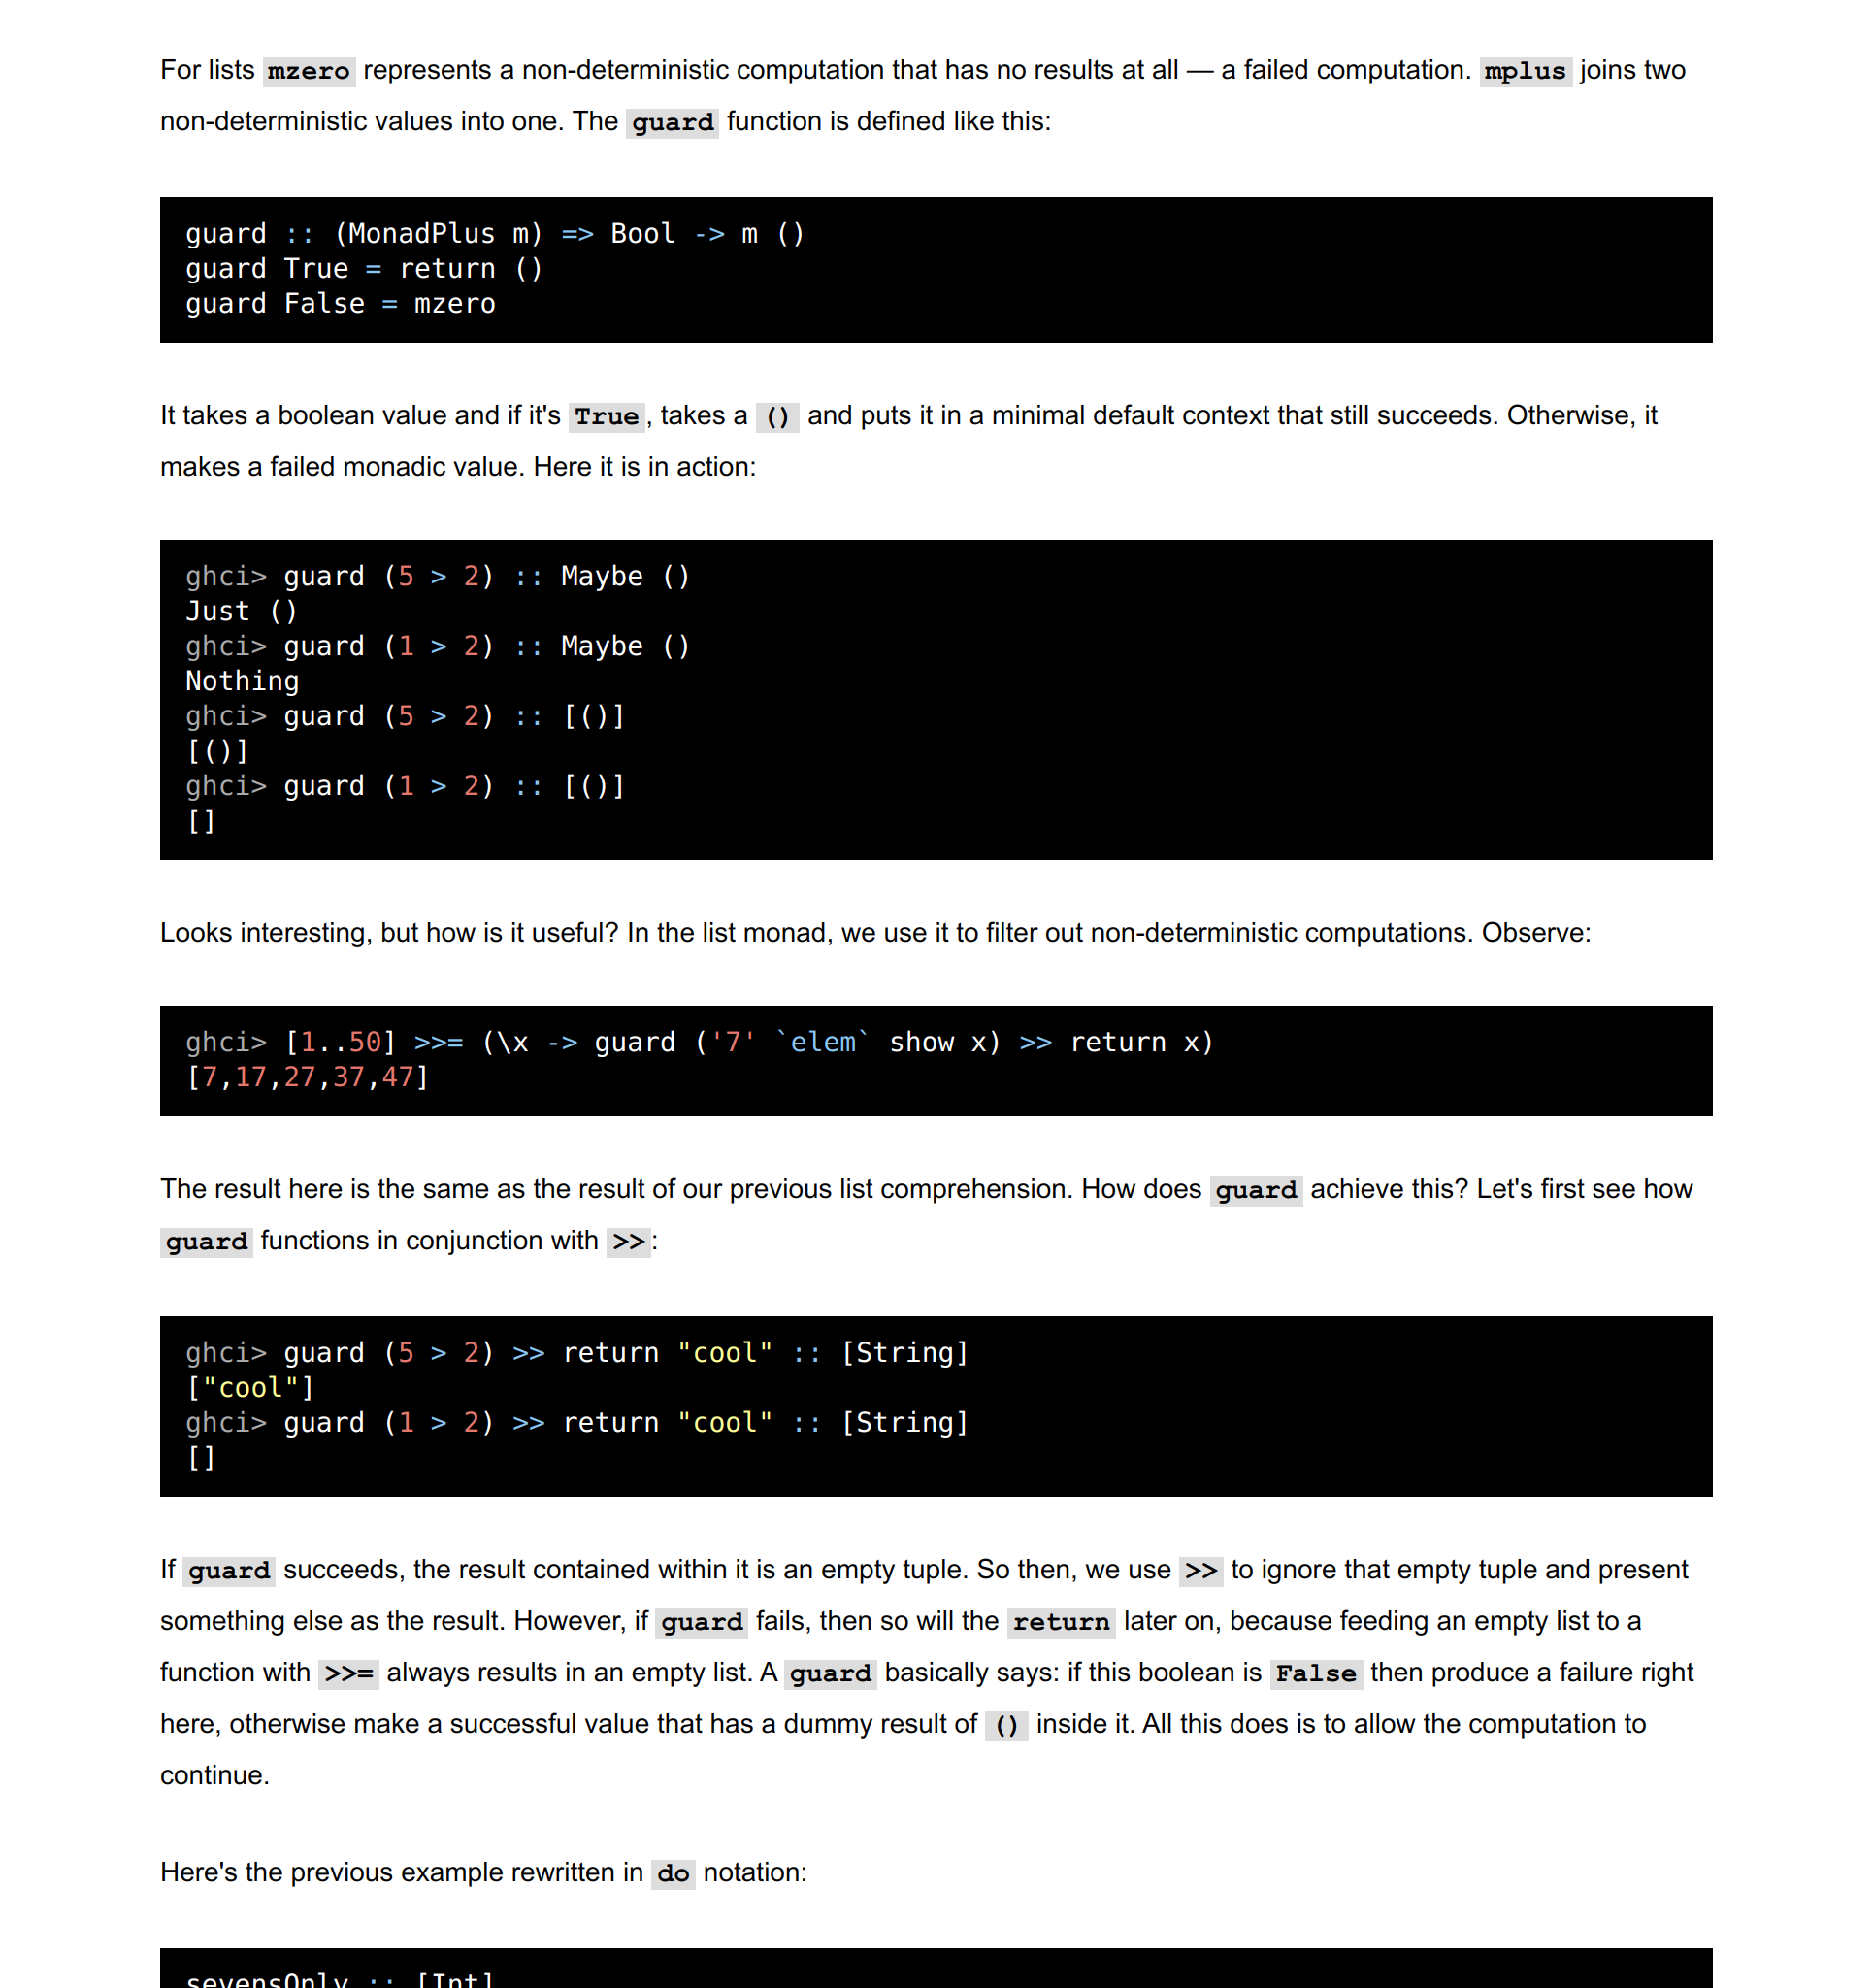 For lists mzero represents a non-deterministic computation that has no results at all — a failed computation. mplus joins two
non-deterministic values into one. The guard function is defined like this:
guard :: (MonadPlus m) => Bool -> m ()
guard True = return ()
guard False = mzero
It takes a boolean value and if it's True, takes a () and puts it in a minimal default context that still succeeds. Otherwise, it
makes a failed monadic value. Here it is in action:
ghci> guard (5 > 2) :: Maybe ()
Just ()
ghci> guard (1 > 2) :: Maybe ()
Nothing
ghci> guard (5 > 2) :: [()]
[()]
ghci> guard (1 > 2) :: [()]
[]
Looks interesting, but how is it useful? In the list monad, we use it to filter out non-deterministic computations. Observe:
ghci> [1..50] >>= (\x -> guard ('7' `elem` show x) >> return x)
[7,17,27,37,47]
The result here is the same as the result of our previous list comprehension. How does guard achieve this? Let's first see how
guard functions in conjunction with >>:
ghci> guard (5 > 2) >> return "cool" :: [String]
["cool"]
ghci> guard (1 > 2) >> return "cool" :: [String]
[]
If guard succeeds, the result contained within it is an empty tuple. So then, we use >> to ignore that empty tuple and present
something else as the result. However, if guard fails, then so will the return later on, because feeding an empty list to a
function with >>= always results in an empty list. A guard basically says: if this boolean is False then produce a failure right
here, otherwise make a successful value that has a dummy result of () inside it. All this does is to allow the computation to
continue.
Here's the previous example rewritten in do notation:
sevensOnly :: [Int]